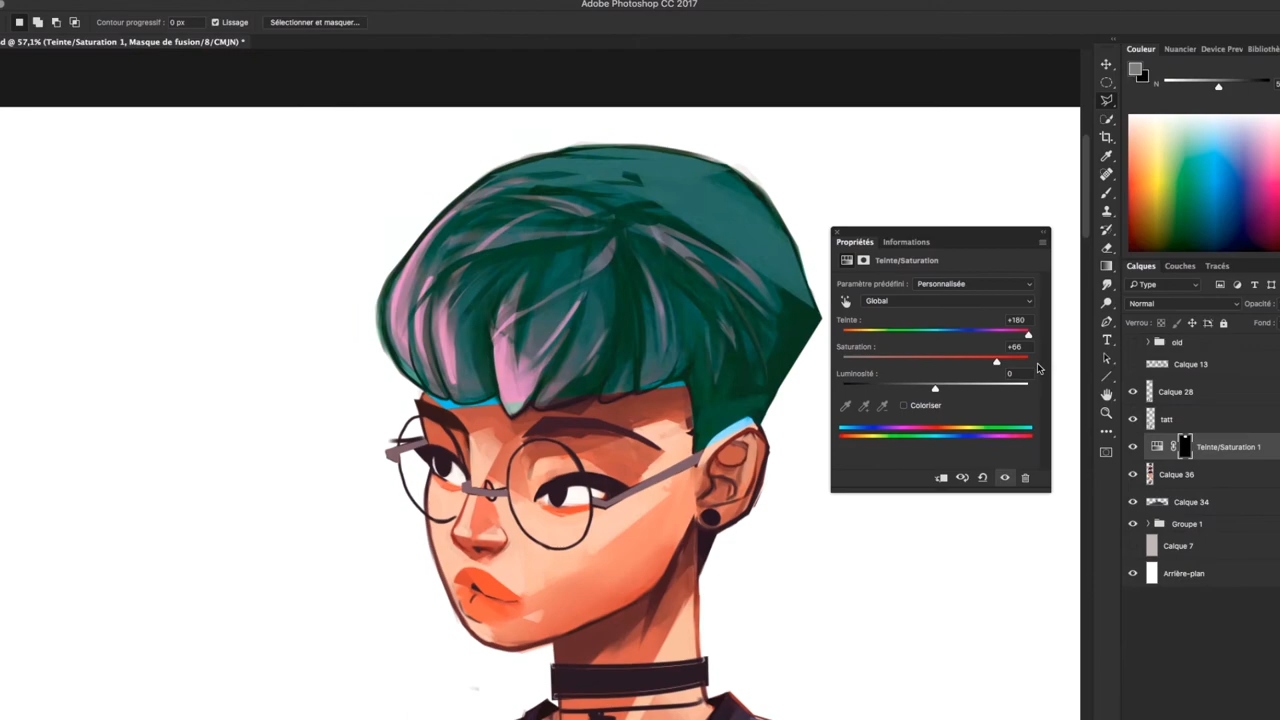 Adobe Photoshop CC 2017
Contour progressif : 0 px Lissage Sélectionner et masquer...
d @ 57,1% (Teinte/Saturation 1, Masque de fusion/8/CMJN) *
Couleur Nuancier Device Prev Bibliothè
N 5
Propriétés Informations
Teinte/Saturation
Paramètre prédéfini : Personnalisée
Global
Teinte : +180
Saturation : +66
Luminosité : 0
Coloriser
Calques Couches Tracés
Type
Normal Opacité :
Verrou : Fond :
old
Calque 13
Calque 28
tatt
Teinte/Saturation 1
Calque 36
Calque 34
Groupe 1
Calque 7
Arrière-plan